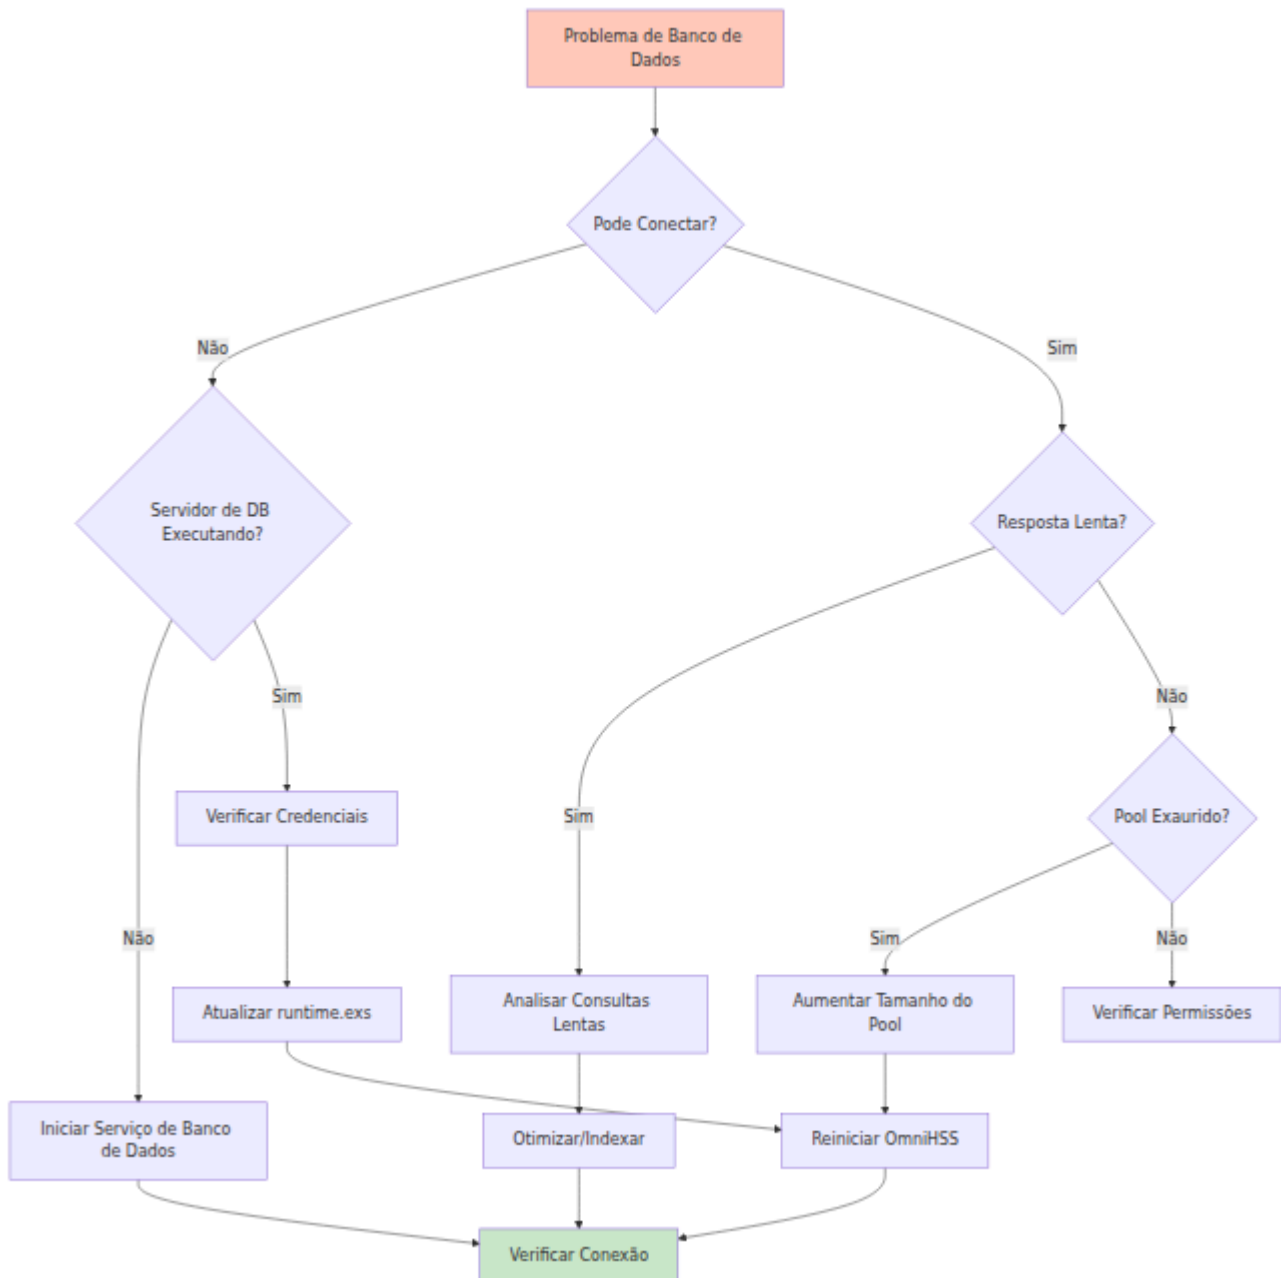 Problema de Banco de
Dados
Pode Conectar?
Não
Sim
Servidor de DB
Executando?
Resposta Lenta?
Sim
Não
Verificar Credenciais
Sim
Pool Exaurido?
Não
Sim
Não
Atualizar runtime.exs
Analisar Consultas
Lentas
Aumentar Tamanho do
Pool
Verificar Permissões
Iniciar Serviço de Banco
de Dados
Otimizar/Indexar
Reiniciar OmniHSS
Verificar Conexão